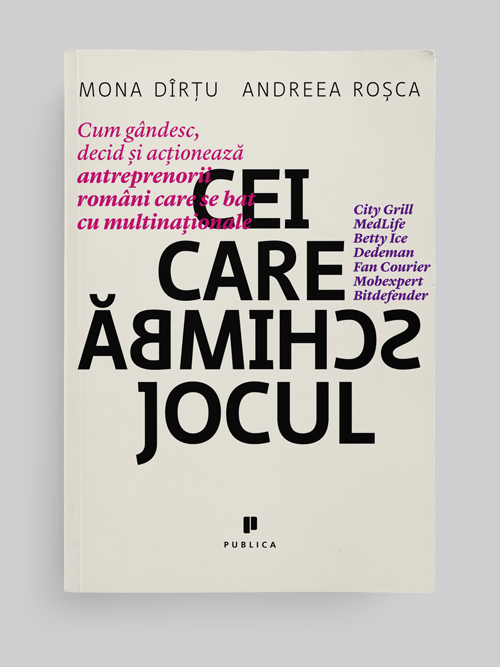 MONA DÎRȚU ANDREEA ROȘCA
Cum gândesc,
decid și acționează
antreprenorii
români care se bat
cu multinaționale
CEI
CARE
SCHIMBĂ
JOCUL
City Grill
MedLife
Betty Ice
Dedeman
Fan Courier
Mobexpert
Bitdefender
PUBLICA